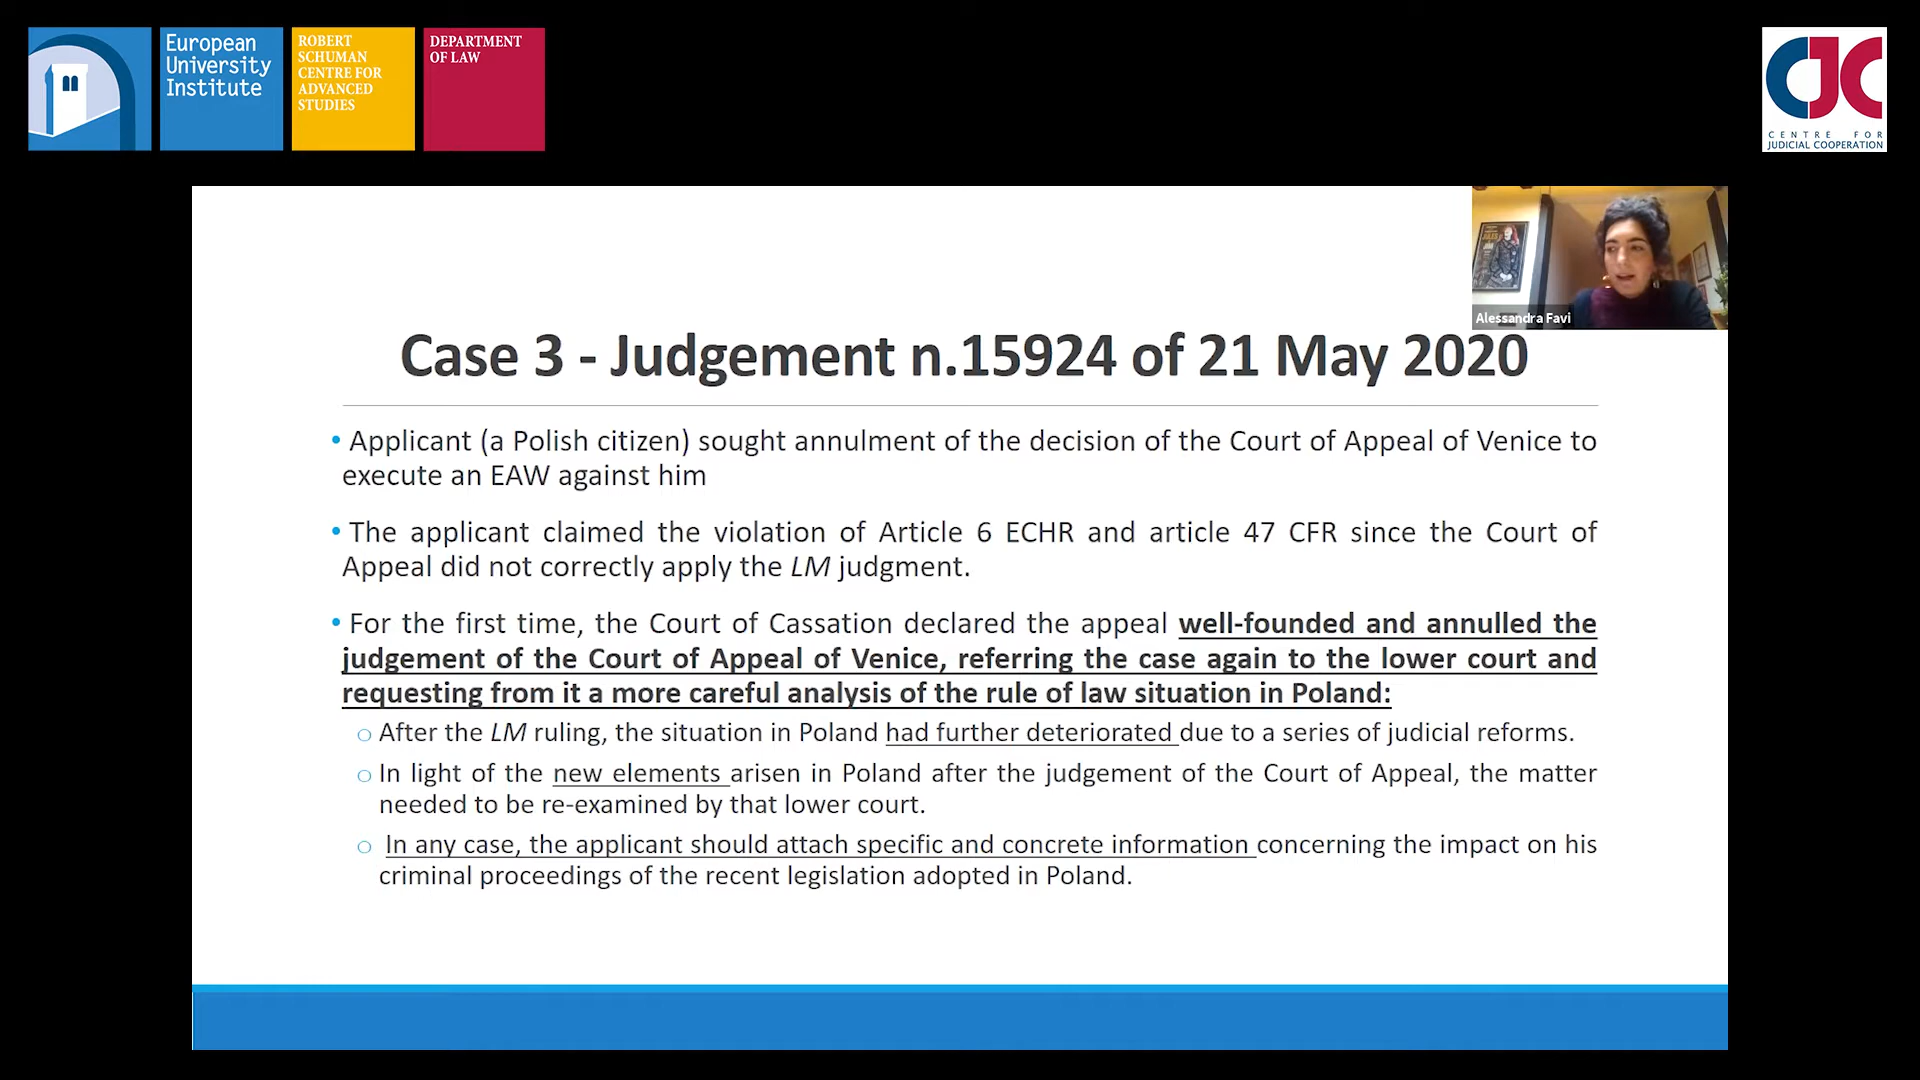 European
University
Institute
ROBERT
SCHUMAN
CENTRE FOR
ADVANCED
STUDIES
DEPARTMENT
OF LAW
CJC
CENTRE FOR
JUDICIAL COOPERATION
Alessandra Favi
Case 3 - Judgement n.15924 of 21 May 2020
• Applicant (a Polish citizen) sought annulment of the decision of the Court of Appeal of Venice to
execute an EAW against him
• The applicant claimed the violation of Article 6 ECHR and article 47 CFR since the Court of
Appeal did not correctly apply the LM judgment.
• For the first time, the Court of Cassation declared the appeal well-founded and annulled the
judgement of the Court of Appeal of Venice, referring the case again to the lower court and
requesting from it a more careful analysis of the rule of law situation in Poland:
o After the LM ruling, the situation in Poland had further deteriorated due to a series of judicial reforms.
o In light of the new elements arisen in Poland after the judgement of the Court of Appeal, the matter
needed to be re-examined by that lower court.
o In any case, the applicant should attach specific and concrete information concerning the impact on his
criminal proceedings of the recent legislation adopted in Poland.